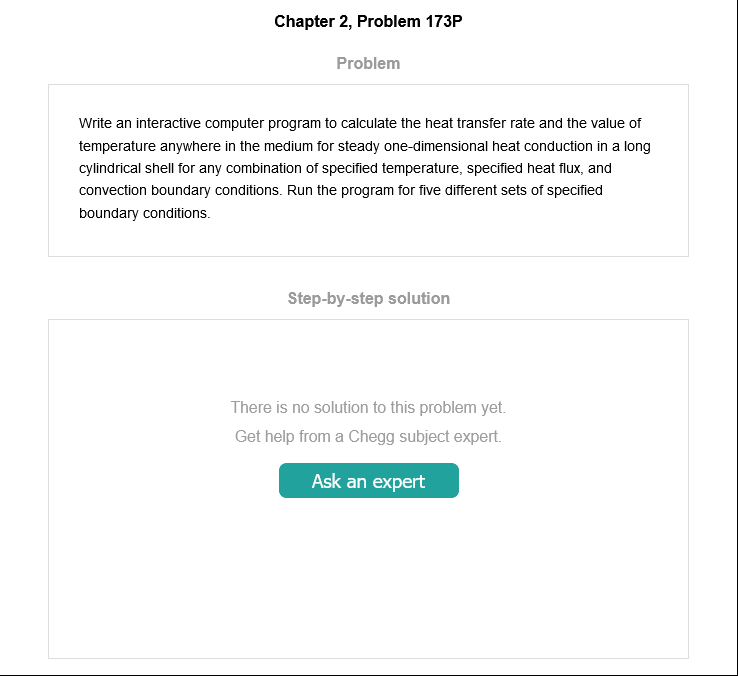 Chapter 2, Problem 173P
Problem
Write an interactive computer program to calculate the heat transfer rate and the value of
temperature anywhere in the medium for steady one-dimensional heat conduction in a long
cylindrical shell for any combination of specified temperature, specified heat flux, and
convection boundary conditions. Run the program for five different sets of specified
boundary conditions.
Step-by-step solution
There is no solution to this problem yet.
Get help from a Chegg subject expert.
Ask an expert